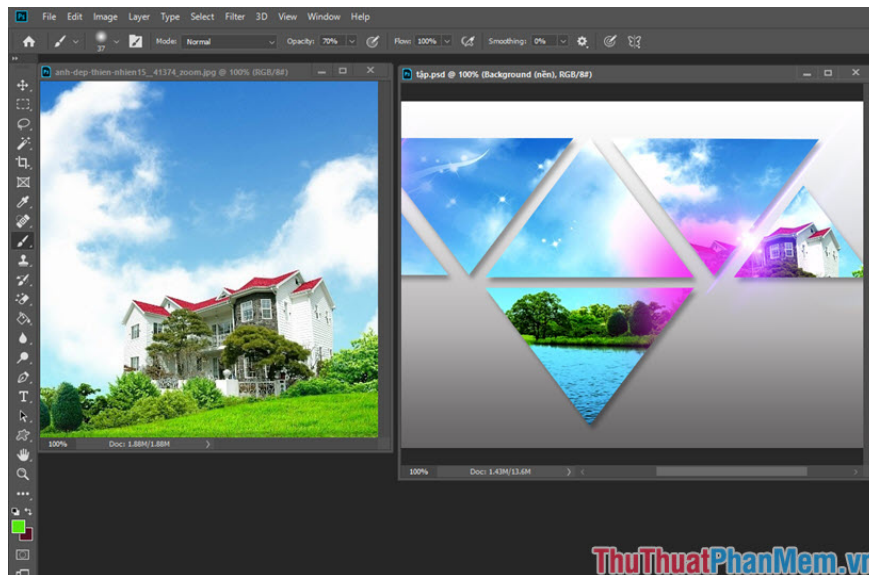 Ps File Edit Image Layer Type Select Filter 3D View Window Help
37 Mode: Normal Opacity: 70% Flow: 100% Smoothing: 0%
Ps anh-dep-thien-nhien15__41374_zoom.jpg @ 100% (RGB/8#)
Ps tập.psd @ 100% (Background (nền), RGB/8#)
T
100% Doc: 1.88M/1.88M
100% Doc: 1.43M/13.6M
ThuThuatPhanMem.vn